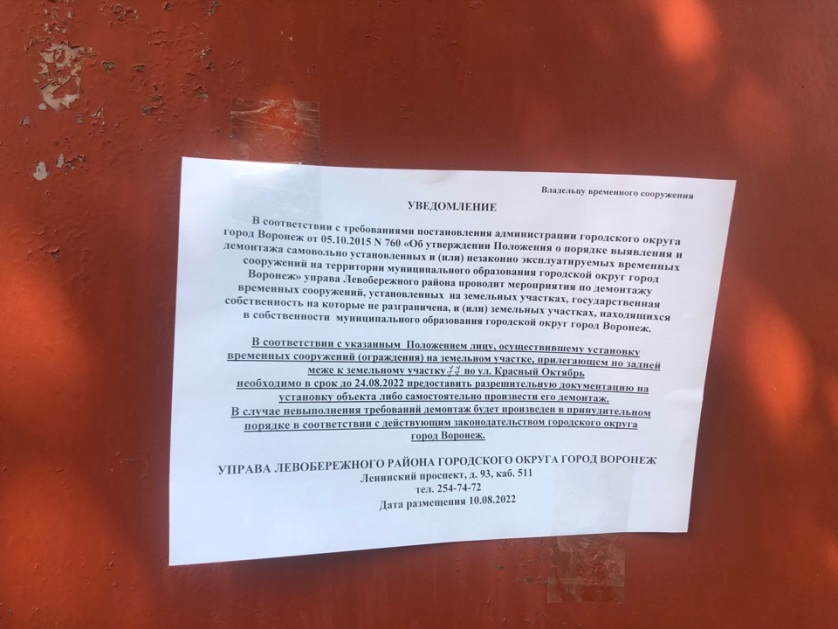 Владельцу временного сооружения
УВЕДОМЛЕНИЕ
В соответствии с требованиями постановления администрации городского округа
город Воронеж от 05.10.2015 N 760 «Об утверждении Положения о порядке выявления и
демонтажа самовольно установленных и (или) незаконно эксплуатируемых временных
сооружений на территории муниципального образования городской округ город
Воронеж» управа Левобережного района проводит мероприятия по демонтажу
временных сооружений, установленных на земельных участках, государственная
собственность на которые не разграничена, и (или) земельных участках, находящихся
в собственности муниципального образования городской округ город Воронеж.
В соответствии с указанным Положением лицу, осуществившему установку
временных сооружений (ограждения) на земельном участке, прилегающем по задней
меже к земельному участку 77 по ул. Красный Октябрь
необходимо в срок до 24.08.2022 предоставить разрешительную документацию на
установку объекта либо самостоятельно произвести его демонтаж.
В случае невыполнения требований демонтаж будет произведен в принудительном
порядке в соответствии с действующим законодательством городского округа
город Воронеж.
УПРАВА ЛЕВОБЕРЕЖНОГО РАЙОНА ГОРОДСКОГО ОКРУГА ГОРОД ВОРОНЕЖ
Ленинский проспект, д. 93, каб. 511
тел. 254-74-72
Дата размещения 10.08.2022